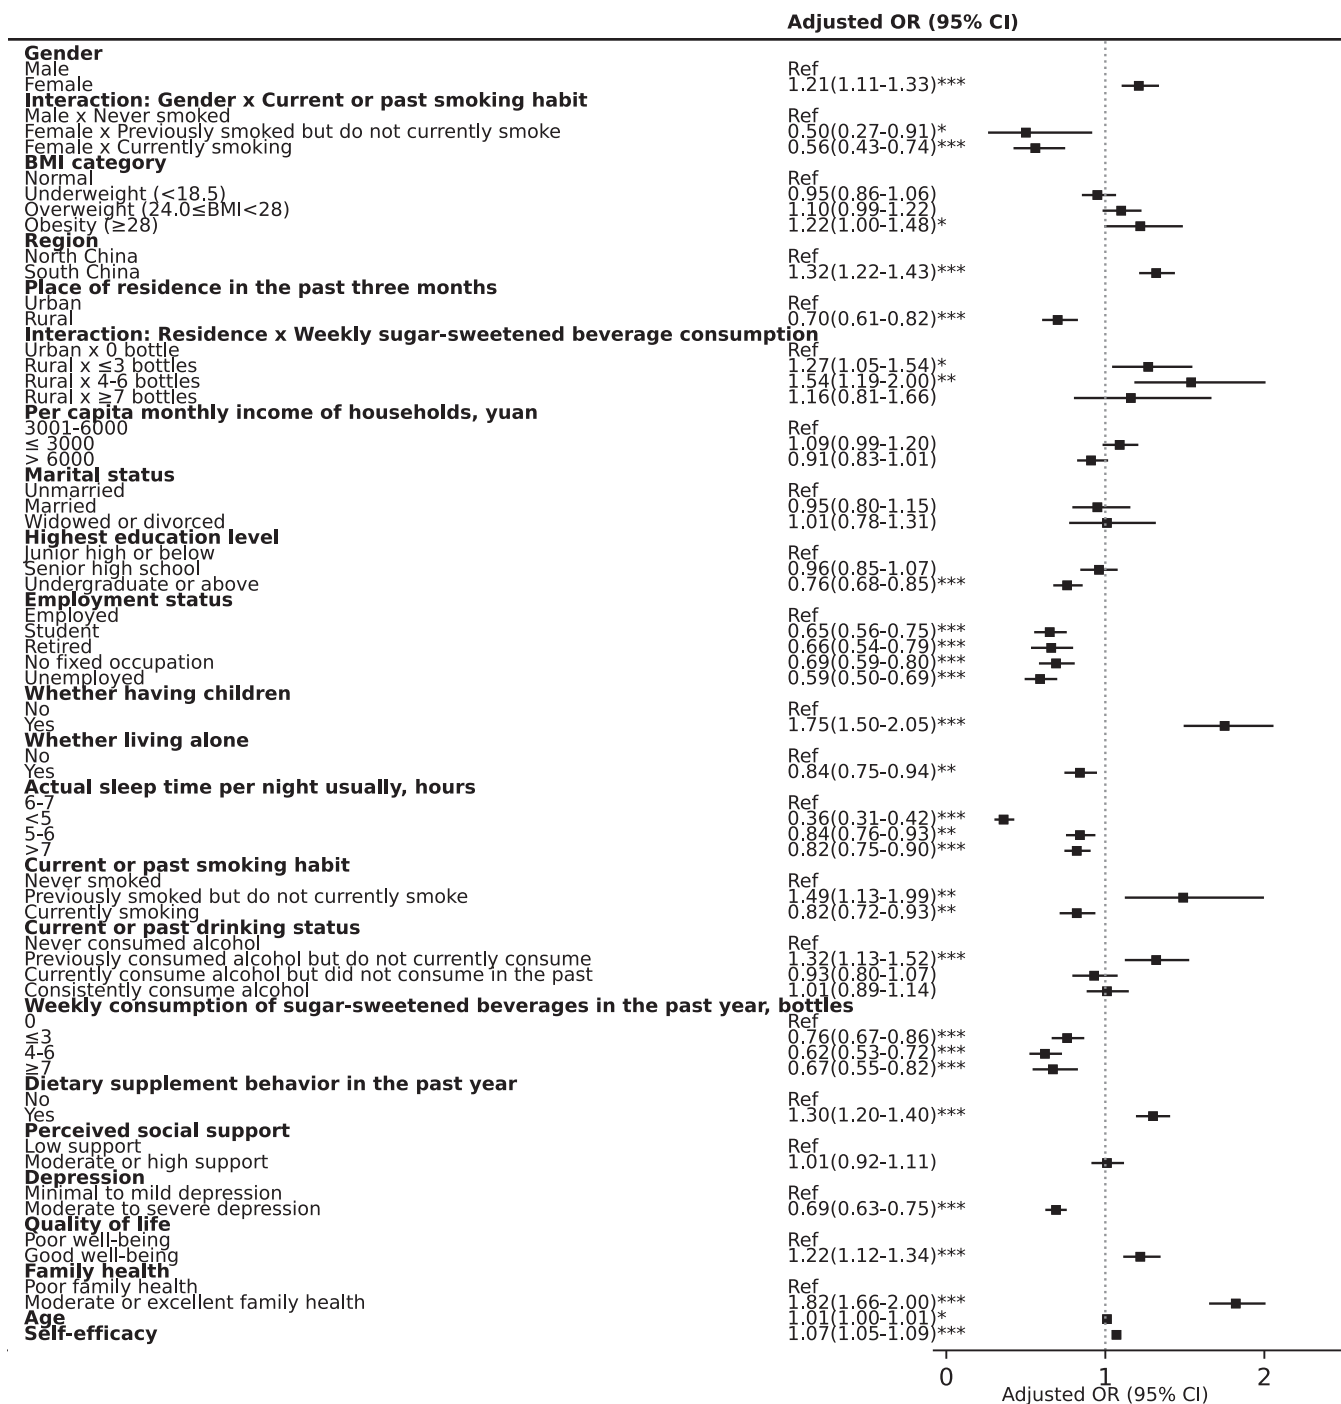 Adjusted OR (95% CI)
Gender
Male Ref
Female 1.21(1.11-1.33)***
Interaction: Gender x Current or past smoking habit
Male x Never smoked Ref
Female x Previously smoked but do not currently smoke 0.50(0.27-0.91)*
Female x Currently smoking 0.56(0.43-0.74)***
BMI category
Normal Ref
Underweight (<18.5) 0.95(0.86-1.06)
Overweight (24.0≤BMI<28) 1.10(0.99-1.22)
Obesity (≥28) 1.22(1.00-1.48)*
Region
North China Ref
South China 1.32(1.22-1.43)***
Place of residence in the past three months
Urban Ref
Rural 0.70(0.61-0.82)***
Interaction: Residence x Weekly sugar-sweetened beverage consumption
Urban x 0 bottle Ref
Rural x ≤3 bottles 1.27(1.05-1.54)*
Rural x 4-6 bottles 1.54(1.19-2.00)**
Rural x ≥7 bottles 1.16(0.81-1.66)
Per capita monthly income of households, yuan
3001-6000 Ref
≤ 3000 1.09(0.99-1.20)
> 6000 0.91(0.83-1.01)
Marital status
Unmarried Ref
Married 0.95(0.80-1.15)
Widowed or divorced 1.01(0.78-1.31)
Highest education level
Junior high or below Ref
Senior high school 0.96(0.85-1.07)
Undergraduate or above 0.76(0.68-0.85)***
Employment status
Employed Ref
Student 0.65(0.56-0.75)***
Retired 0.66(0.54-0.79)***
No fixed occupation 0.69(0.59-0.80)***
Unemployed 0.59(0.50-0.69)***
Whether having children
No Ref
Yes 1.75(1.50-2.05)***
Whether living alone
No Ref
Yes 0.84(0.75-0.94)**
Actual sleep time per night usually, hours
6-7 Ref
<5 0.36(0.31-0.42)***
5-6 0.84(0.76-0.93)**
>7 0.82(0.75-0.90)***
Current or past smoking habit
Never smoked Ref
Previously smoked but do not currently smoke 1.49(1.13-1.99)**
Currently smoking 0.82(0.72-0.93)**
Current or past drinking status
Never consumed alcohol Ref
Previously consumed alcohol but do not currently consume 1.32(1.13-1.52)***
Currently consume alcohol but did not consume in the past 0.93(0.80-1.07)
Consistently consume alcohol 1.01(0.89-1.14)
Weekly consumption of sugar-sweetened beverages in the past year, bottles
0 Ref
≤3 0.76(0.67-0.86)***
4-6 0.62(0.53-0.72)***
≥7 0.67(0.55-0.82)***
Dietary supplement behavior in the past year
No Ref
Yes 1.30(1.20-1.40)***
Perceived social support
Low support Ref
Moderate or high support 1.01(0.92-1.11)
Depression
Minimal to mild depression Ref
Moderate to severe depression 0.69(0.63-0.75)***
Quality of life
Poor well-being Ref
Good well-being 1.22(1.12-1.34)***
Family health
Poor family health Ref
Moderate or excellent family health 1.82(1.66-2.00)***
Age 1.01(1.00-1.01)*
Self-efficacy 1.07(1.05-1.09)***
0 1 2
Adjusted OR (95% CI)